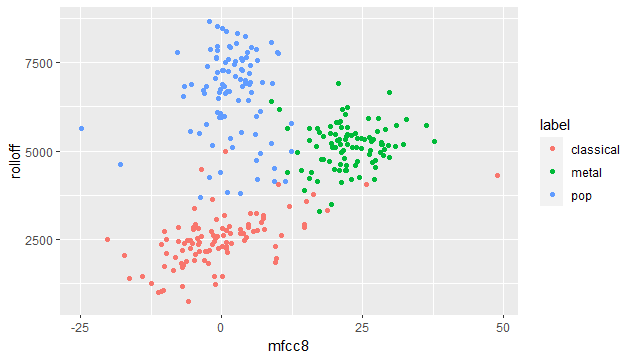 7500
5000
2500
rolloff
-25
0
25
50
mfcc8
label
classical
metal
pop